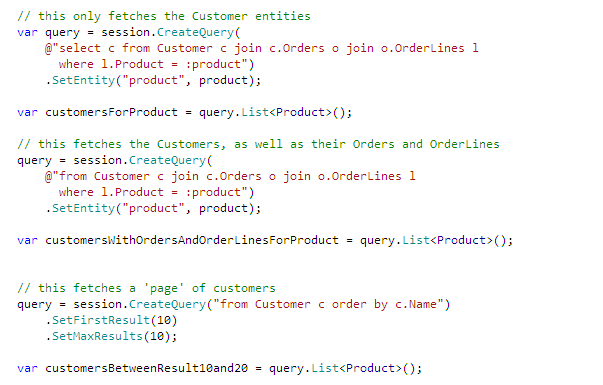 // this only fetches the Customer entities
var query = session.CreateQuery(
@"select c from Customer c join c.Orders o join o.OrderLines l
where l.Product = :product")
.SetEntity("product", product);
var customersForProduct = query.List<Product>();
// this fetches the Customers, as well as their Orders and OrderLines
query = session.CreateQuery(
@"from Customer c join c.Orders o join o.OrderLines l
where l.Product = :product")
.SetEntity("product", product);
var customersWithOrdersAndOrderLinesForProduct = query.List<Product>();
// this fetches a 'page' of customers
query = session.CreateQuery("from Customer c order by c.Name")
.SetFirstResult(10)
.SetMaxResults(10);
var customersBetweenResult10and20 = query.List<Product>();